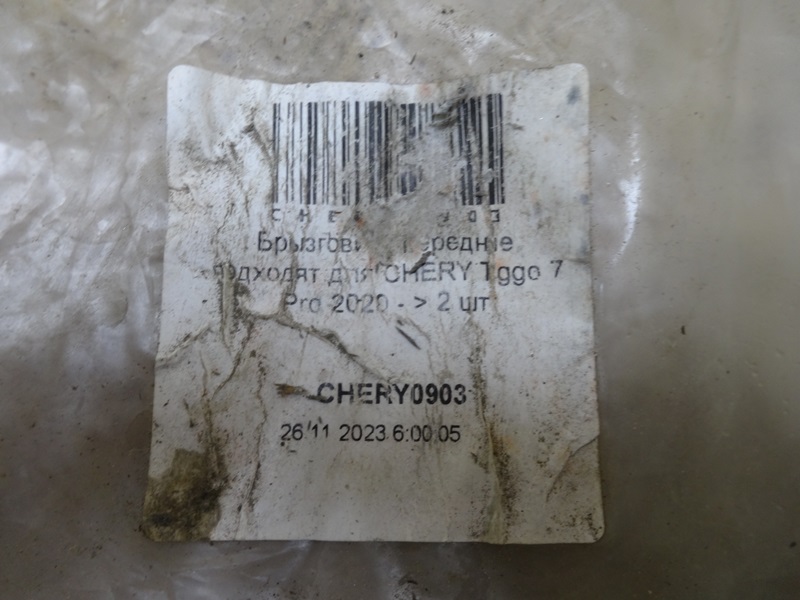 Брызговики передние
подходят для CHERY Tiggo 7
Pro 2020 - > 2 шт
CHERY0903
26 11 2023 6:00:05